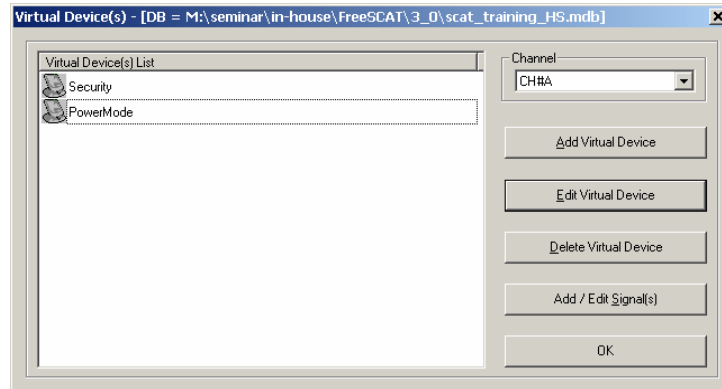 Virtual Device(s) - [DB = M:\seminar\in-house\FreeSCAT\3_0\scat_training_HS.mdb]
Virtual Device(s) List
Security
PowerMode
Channel
CH#A
Add Virtual Device
Edit Virtual Device
Delete Virtual Device
Add / Edit Signal(s)
OK